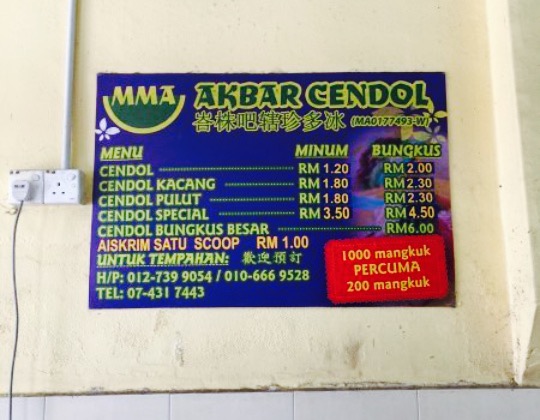 MMA
AKBAR CENDOL
峇株吧辖珍多冰 (MA0177493-W)
MENU MINUM BUNGKUS
CENDOL RM 1.20 RM 2.00
CENDOL KACANG RM 1.80 RM 2.30
CENDOL PULUT RM 1.80 RM 2.30
CENDOL SPECIAL RM 3.50 RM 4.50
CENDOL BUNGKUS BESAR RM6.00
AISKRIM SATU SCOOP RM 1.00
UNTUK TEMPAHAN: 歡迎預訂
H/P: 012-739 9054 / 010-666 9528
TEL: 07-431 7443
1000 mangkuk
PERCUMA
200 mangkuk